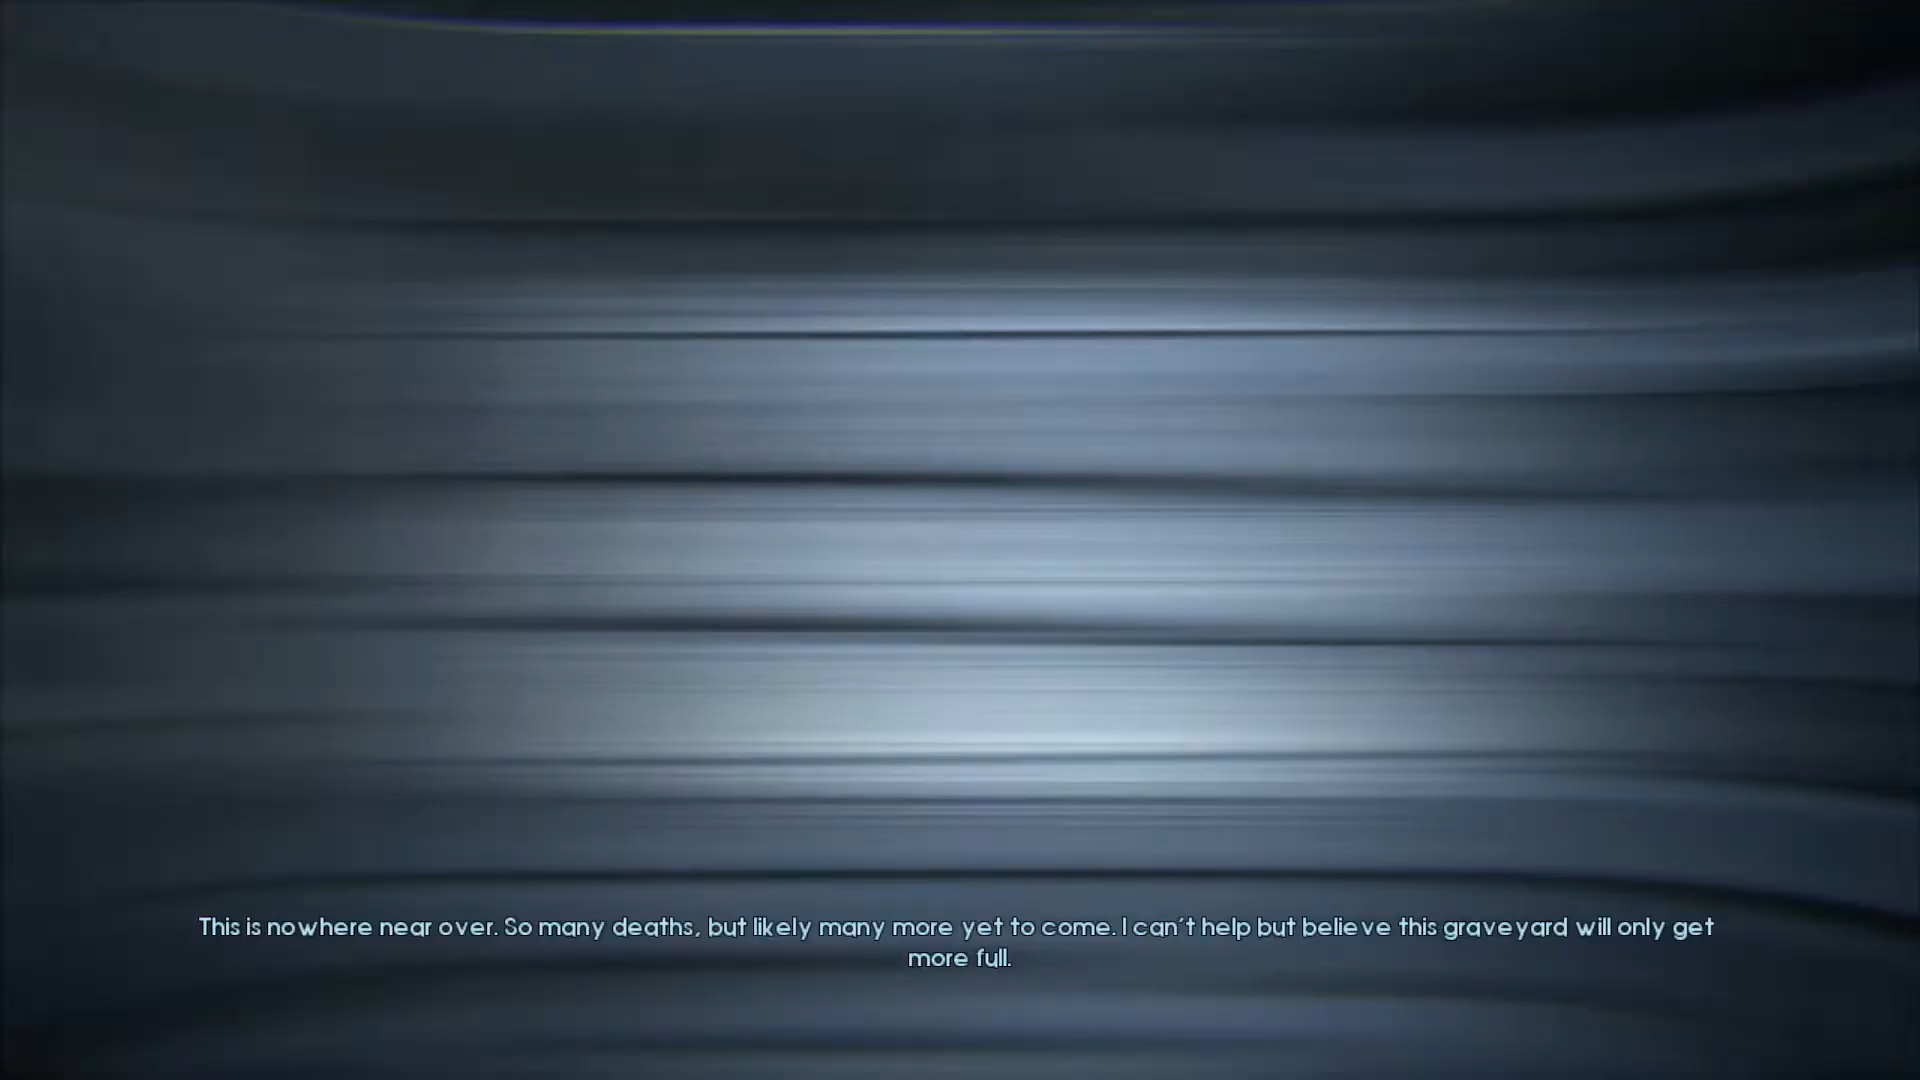 This is nowhere near over. So many deaths, but likely many more yet to come. I can't help but believe this graveyard will only get
more full.